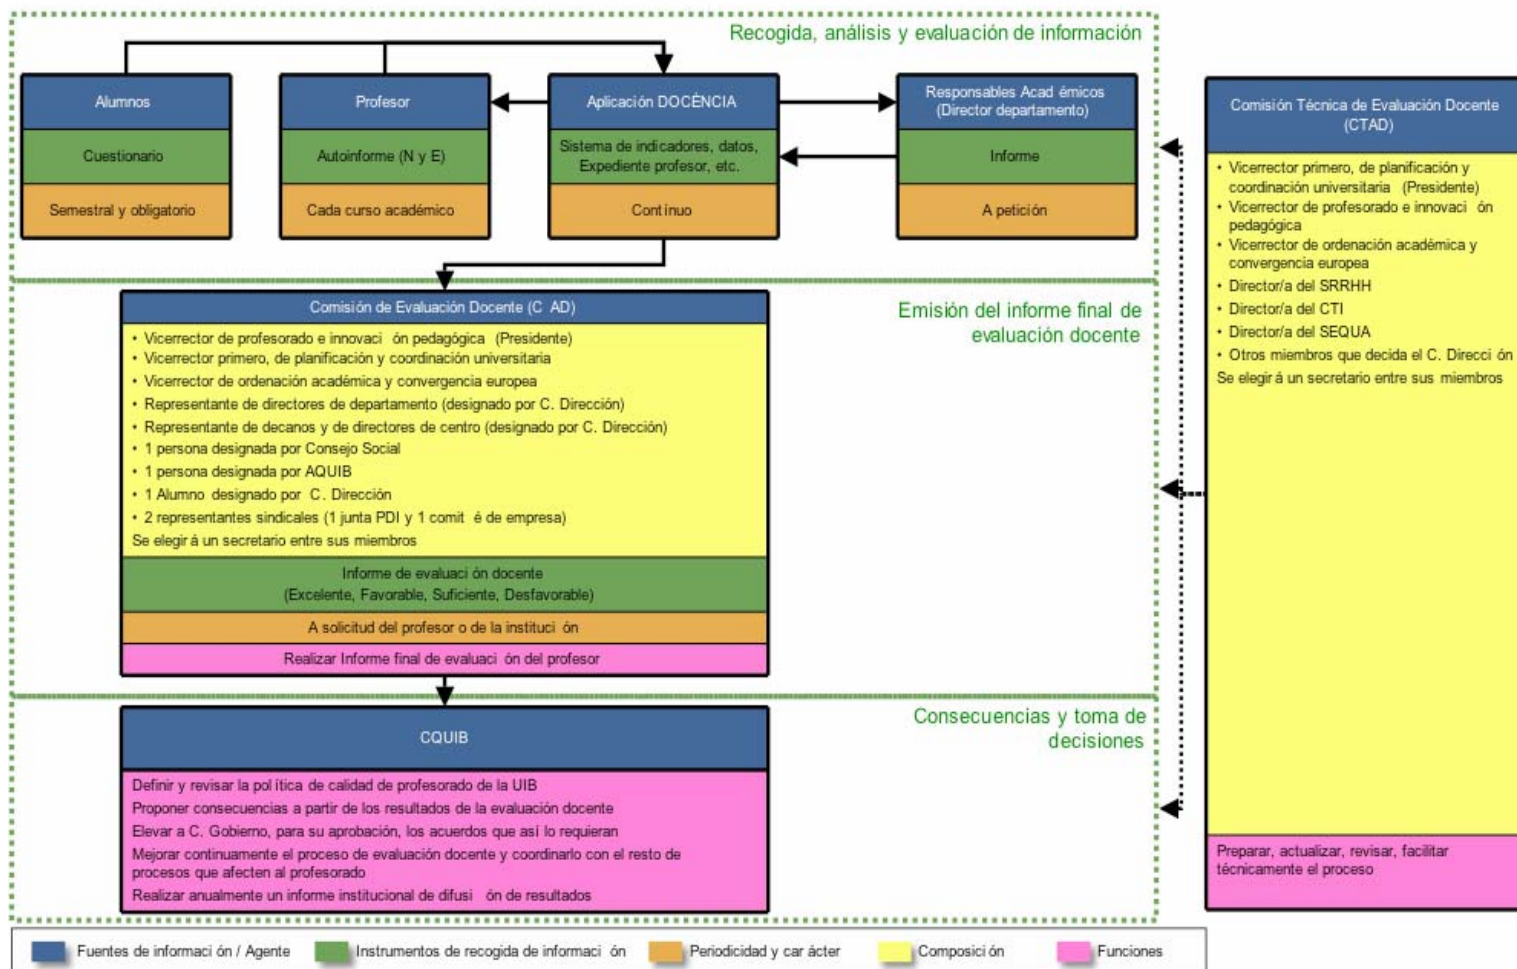 Recogida, análisis y evaluación de información
Alumnos
Cuestionario
Semestral y obligatorio
Profesor
Autoinforme (N y E)
Cada curso académico
Aplicación DOCÈNCIA
Sistema de indicadores, datos,
Expediente profesor, etc.
Contínuo
Responsables Acad émicos
(Director departamento)
Informe
A petición
Emisión del informe final de
evaluación docente
Comisión de Evaluación Docente (C AD)
• Vicerrector de profesorado e innovaci ón pedagógica (Presidente)
• Vicerrector primero, de planificación y coordinación universitaria
• Vicerrector de ordenación académica y convergencia europea
• Representante de directores de departamento (designado por C. Dirección)
• Representante de decanos y de directores de centro (designado por C. Dirección)
• 1 persona designada por Consejo Social
• 1 persona designada por AQUIB
• 1 Alumno designado por C. Dirección
• 2 representantes sindicales (1 junta PDI y 1 comit é de empresa)
Se elegir á un secretario entre sus miembros
Informe de evaluaci ón docente
(Excelente, Favorable, Suficiente, Desfavorable)
A solicitud del profesor o de la instituci ón
Realizar Informe final de evaluaci ón del profesor
Consecuencias y toma de
decisiones
CQUIB
Definir y revisar la pol ítica de calidad de profesorado de la UIB
Proponer consecuencias a partir de los resultados de la evaluación docente
Elevar a C. Gobierno, para su aprobación, los acuerdos que así lo requieran
Mejorar continuamente el proceso de evaluación docente y coordinarlo con el resto de
procesos que afecten al profesorado
Realizar anualmente un informe institucional de difusi ón de resultados
Comisión Técnica de Evaluación Docente
(CTAD)
• Vicerrector primero, de planificación y
coordinación universitaria (Presidente)
• Vicerrector de profesorado e innovaci ón
pedagógica
• Vicerrector de ordenación académica y
convergencia europea
• Director/a del SRRHH
• Director/a del CTI
• Director/a del SEQUA
• Otros miembros que decida el C. Direcci ón
Se elegir á un secretario entre sus miembros
Preparar, actualizar, revisar, facilitar
técnicamente el proceso
Fuentes de informaci ón / Agente
Instrumentos de recogida de informaci ón
Periodicidad y car ácter
Composici ón
Funciones